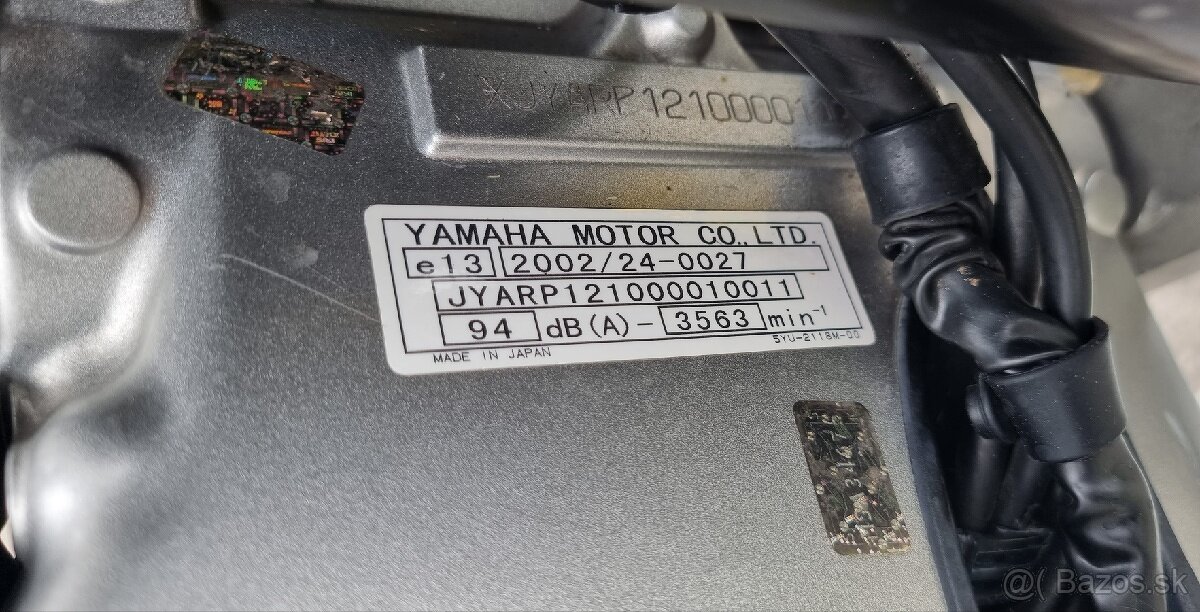 YAMAHA MOTOR CO., LTD.
e13 2002/24-0027
JYARP121000010011
94 dB(A) - 3563 min⁻¹
MADE IN JAPAN 5YU-2118M-00
@( Bazos.sk